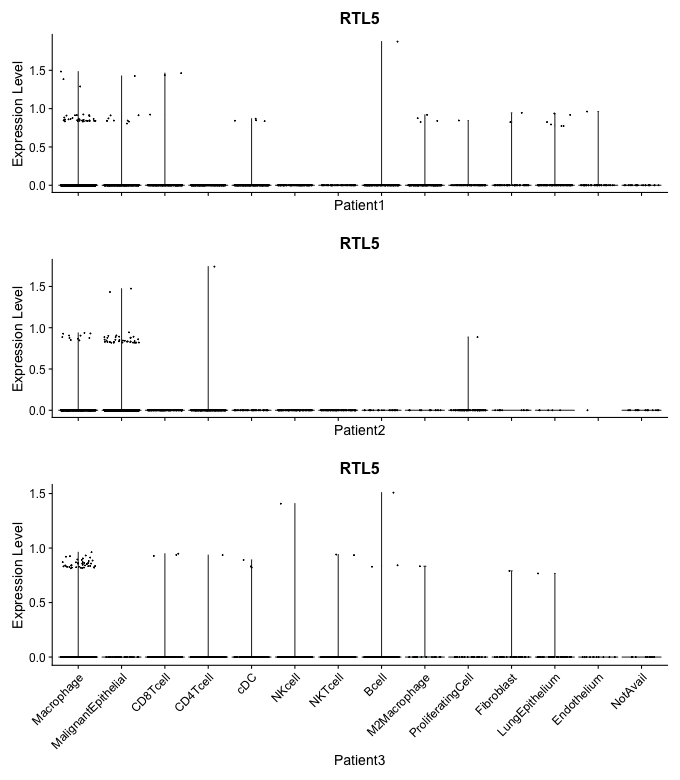 RTL5
Expression Level
1.5
1.0
0.5
0.0
Patient1
RTL5
Expression Level
1.5
1.0
0.5
0.0
Patient2
RTL5
Expression Level
1.5
1.0
0.5
0.0
Macrophage
MalignantEpithelial
CD8Tcell
CD4Tcell
cDC
NKcell
NKTcell
Bcell
M2Macrophage
ProliferatingCell
Fibroblast
LungEpithelium
Endothelium
NotAvail
Patient3